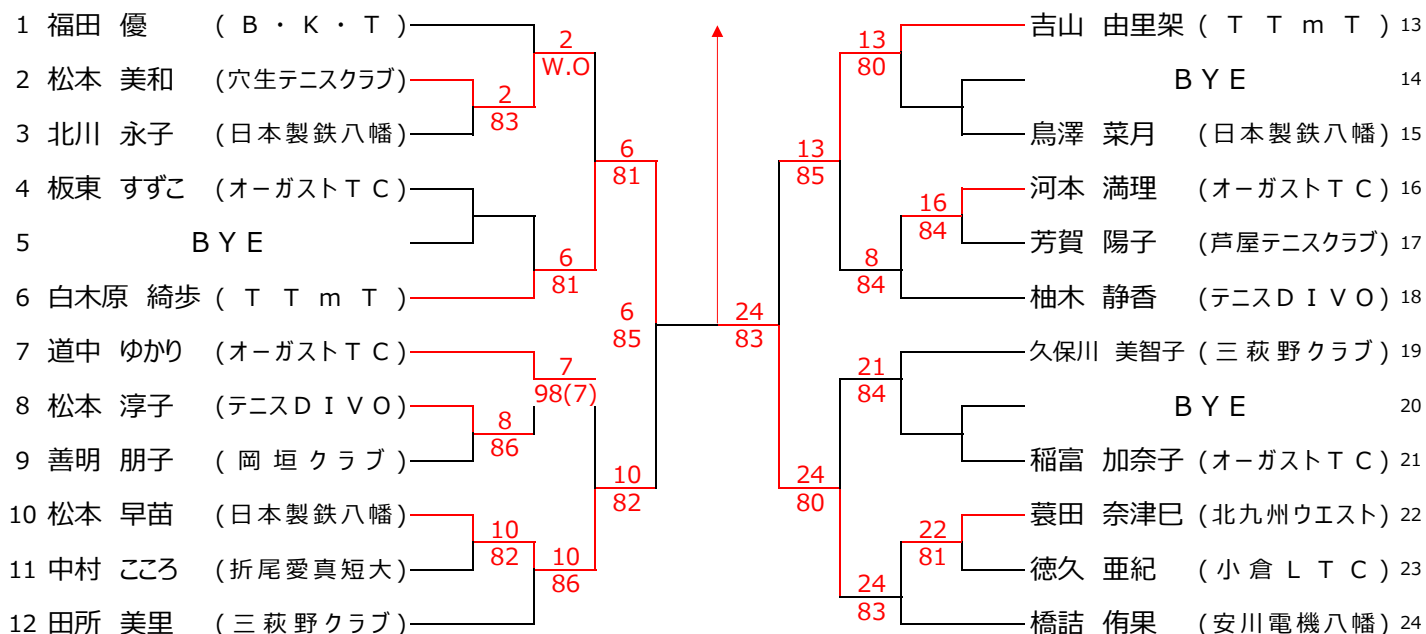 1 福田 優 (B・K・T)
2 松本 美和 (穴生テニスクラブ)
3 北川 永子 (日本製鉄八幡)
4 板東 すずこ (オーガストTC)
5 BYE
6 白木原 綺歩 (TTmT)
7 道中 ゆかり (オーガストTC)
8 松本 淳子 (テニスDIVO)
9 善明 朋子 (岡垣クラブ)
10 松本 早苗 (日本製鉄八幡)
11 中村 こころ (折尾愛真短大)
12 田所 美里 (三萩野クラブ)
2
W.O
2
83
6
81
6
81
6
85
7
98(7)
8
86
10
82
10
82
10
86
24
83
13
80
13
85
16
84
8
84
21
84
24
80
22
81
24
83
吉山 由里架 (TTmT) 13
BYE 14
鳥澤 菜月 (日本製鉄八幡) 15
河本 満理 (オーガストTC) 16
芳賀 陽子 (芦屋テニスクラブ) 17
柚木 静香 (テニスDIVO) 18
久保川 美智子 (三萩野クラブ) 19
BYE 20
稲富 加奈子 (オーガストTC) 21
蓑田 奈津巳 (北九州ウエスト) 22
徳久 亜紀 (小倉LTC) 23
橋詰 侑果 (安川電機八幡) 24